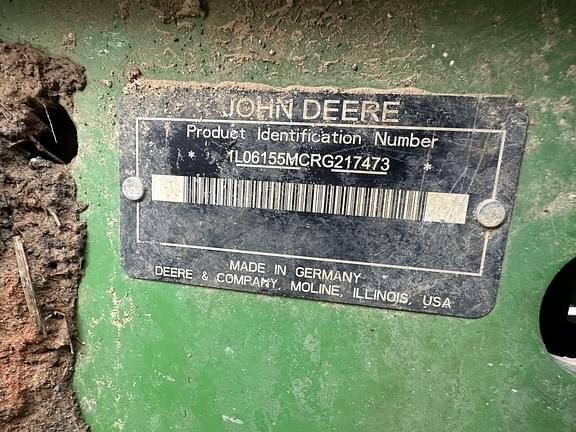 JOHN DEERE
Product Identification Number
* 1L06155MCRG217473 *
MADE IN GERMANY
DEERE & COMPANY, MOLINE, ILLINOIS, USA